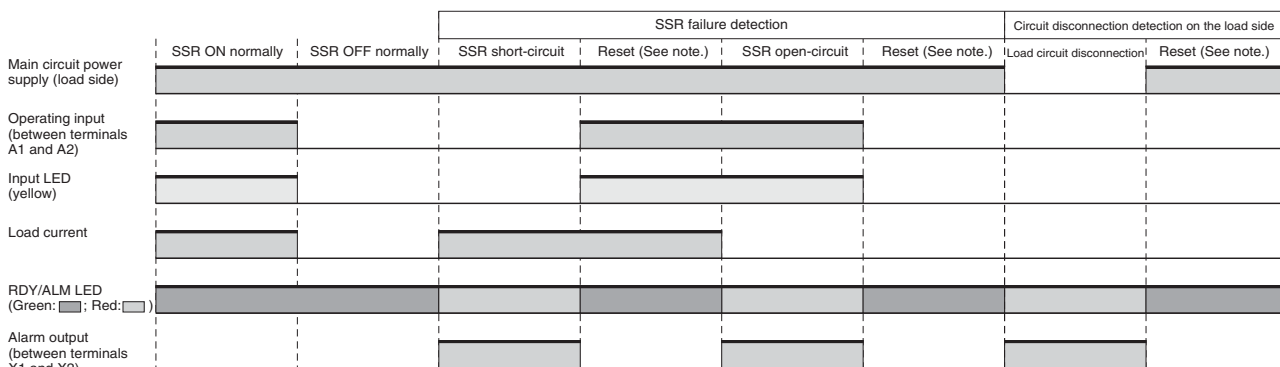 SSR failure detection
Circuit disconnection detection on the load side
SSR ON normally
SSR OFF normally
SSR short-circuit
Reset (See note.)
SSR open-circuit
Reset (See note.)
Load circuit disconnection
Reset (See note.)
Main circuit power
supply (load side)
Operating input
(between terminals
A1 and A2)
Input LED
(yellow)
Load current
RDY/ALM LED
(Green: ; Red: )
Alarm output
(between terminals
X1 and X2)